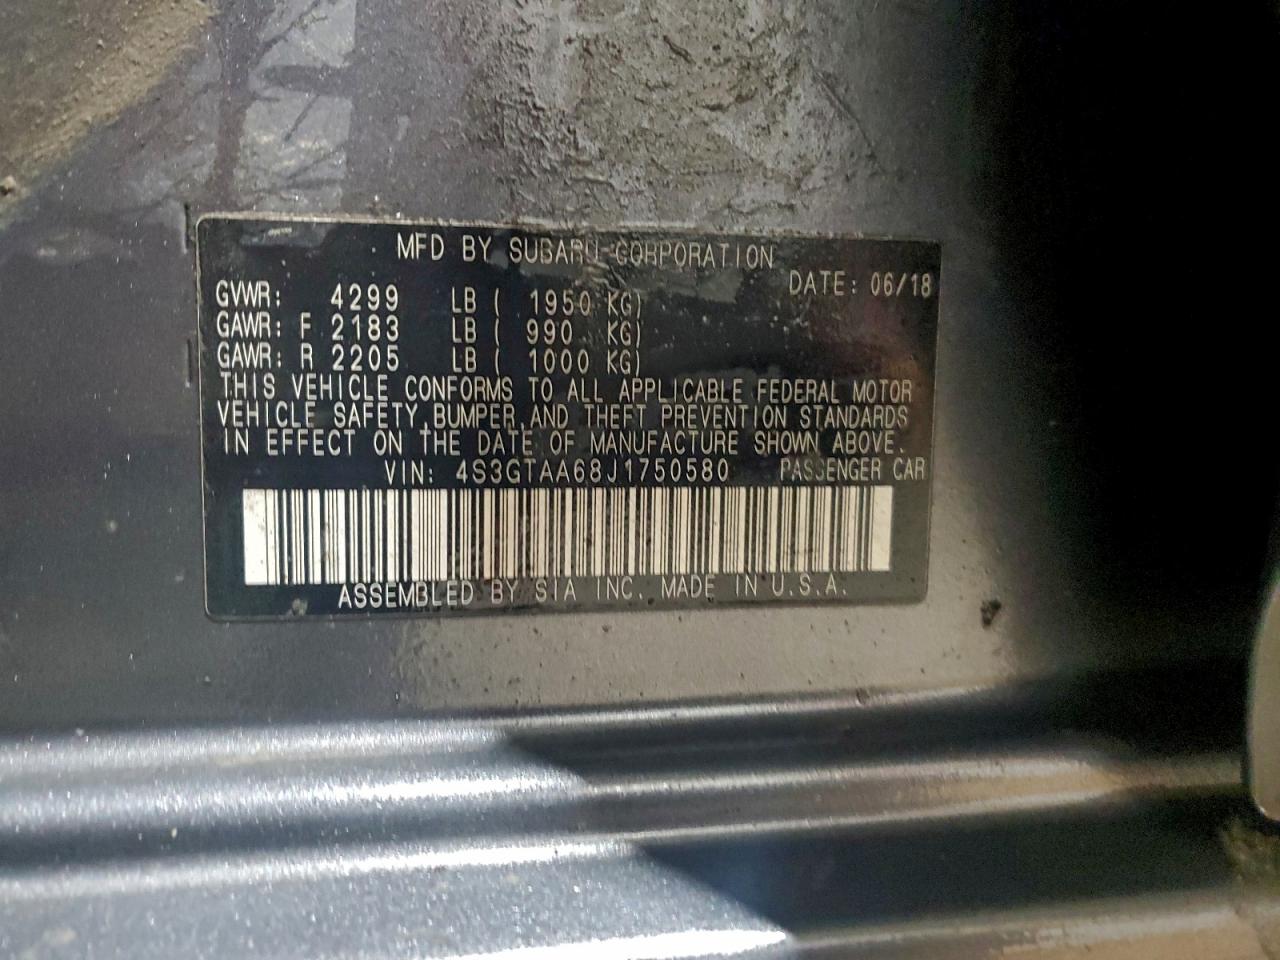 MFD BY SUBARU CORPORATION
DATE: 06/18
GVWR: 4299 LB ( 1950 KG)
GAWR: F 2183 LB ( 990 KG)
GAWR: R 2205 LB ( 1000 KG)
THIS VEHICLE CONFORMS TO ALL APPLICABLE FEDERAL MOTOR
VEHICLE SAFETY,BUMPER,AND THEFT PREVENTION STANDARDS
IN EFFECT ON THE DATE OF MANUFACTURE SHOWN ABOVE.
VIN: 4S3GTAA68J1750580 PASSENGER CAR
ASSEMBLED BY SIA INC. MADE IN U.S.A.